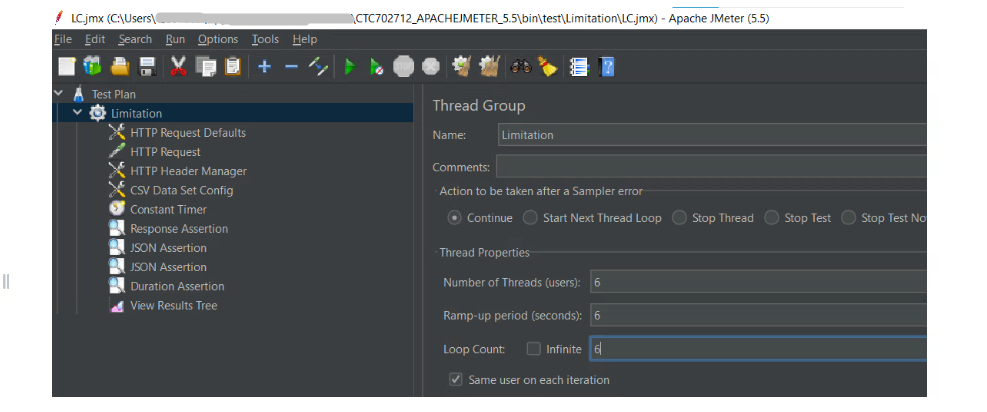 LC.jmx (C:\Users\ \,CTC702712_APACHEJMETER_5.5\bin\test\Limitation\LC.jmx) - Apache JMeter (5.5)
File Edit Search Run Options Tools Help
Test Plan
Limitation
HTTP Request Defaults
HTTP Request
HTTP Header Manager
CSV Data Set Config
Constant Timer
Response Assertion
JSON Assertion
JSON Assertion
Duration Assertion
View Results Tree
Thread Group
Name: Limitation
Comments:
Action to be taken after a Sampler error
Continue Start Next Thread Loop Stop Thread Stop Test Stop Test No
Thread Properties
Number of Threads (users): 6
Ramp-up period (seconds): 6
Loop Count: Infinite 6
Same user on each iteration